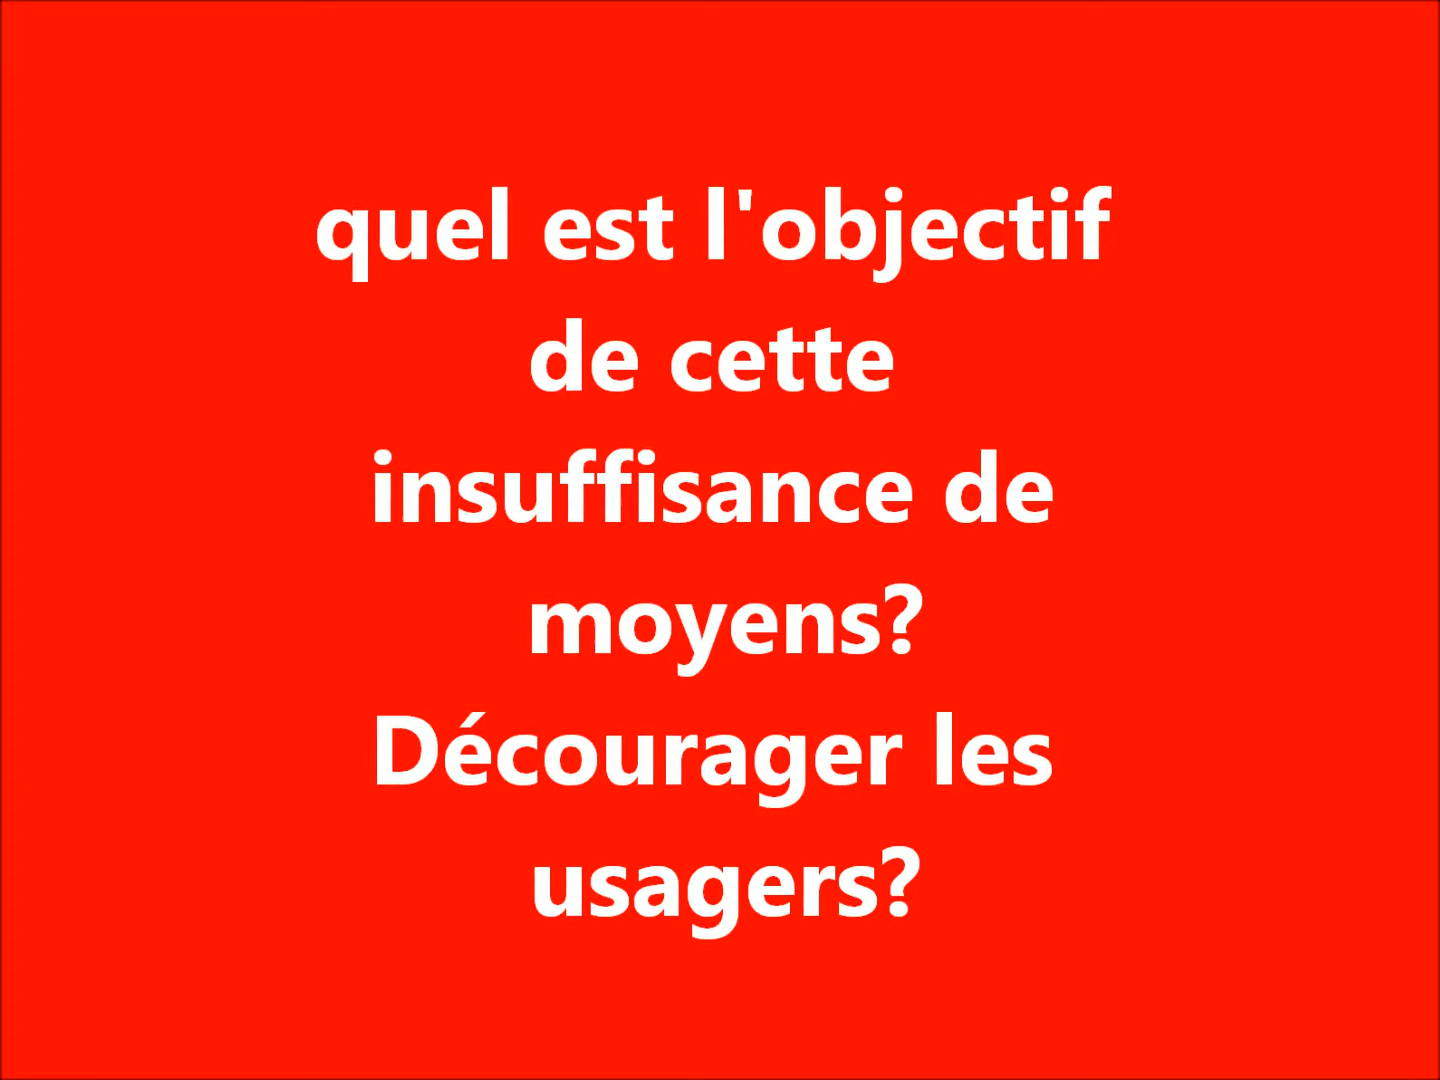 quel est l'objectif
de cette
insuffisance de
moyens?
Décourager les
usagers?